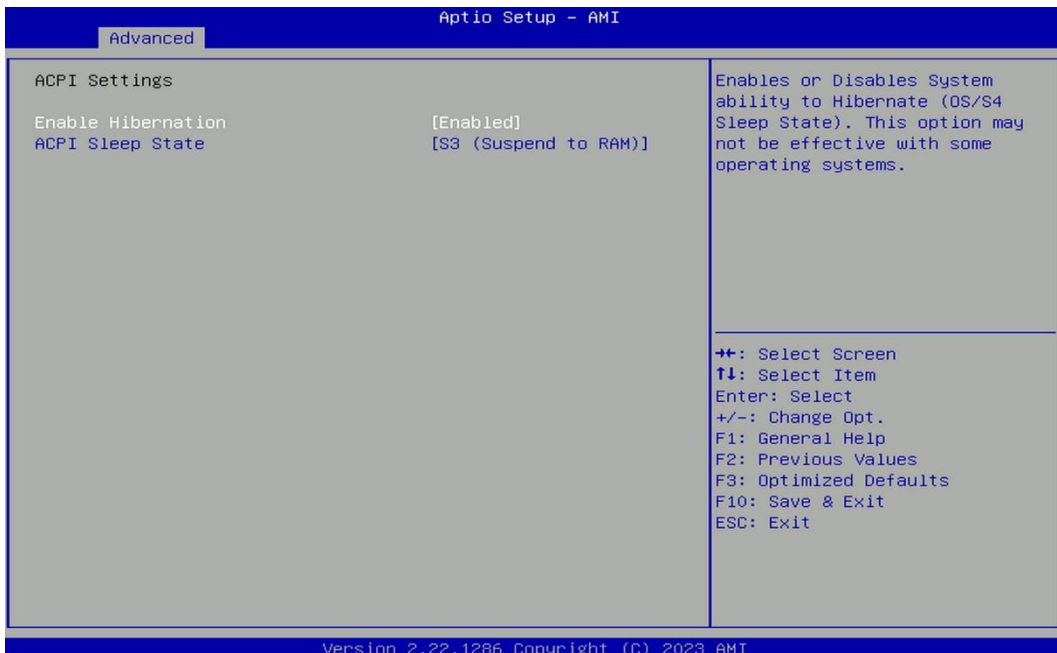 Aptio Setup – AMI
Advanced
ACPI Settings
Enable Hibernation [Enabled]
ACPI Sleep State [S3 (Suspend to RAM)]
Enables or Disables System
ability to Hibernate (OS/S4
Sleep State). This option may
not be effective with some
operating systems.
→←: Select Screen
↑↓: Select Item
Enter: Select
+/-: Change Opt.
F1: General Help
F2: Previous Values
F3: Optimized Defaults
F10: Save & Exit
ESC: Exit
Version 2.22.1286 Copyright (C) 2023 AMI